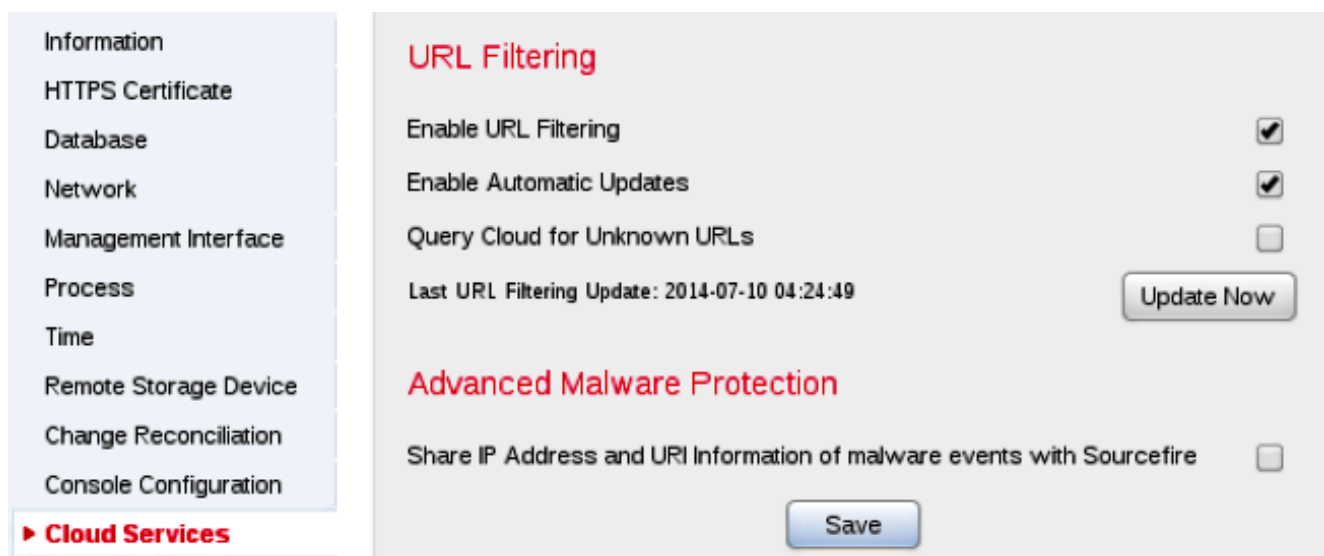 Information
HTTPS Certificate
Database
Network
Management Interface
Process
Time
Remote Storage Device
Change Reconciliation
Console Configuration
Cloud Services
URL Filtering
Enable URL Filtering
Enable Automatic Updates
Query Cloud for Unknown URLs
Last URL Filtering Update: 2014-07-10 04:24:49
Update Now
Advanced Malware Protection
Share IP Address and URI Information of malware events with Sourcefire
Save